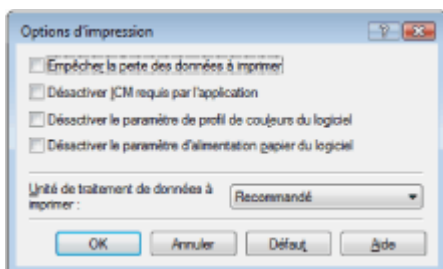 Options d'impression
Empêcher la perte des données à imprimer
Désactiver ICM requis par l'application
Désactiver le paramètre de profil de couleurs du logiciel
Désactiver le paramètre d'alimentation papier du logiciel
Unité de traitement de données à
imprimer :
Recommandé
OK
Annuler
Défaut
Aide